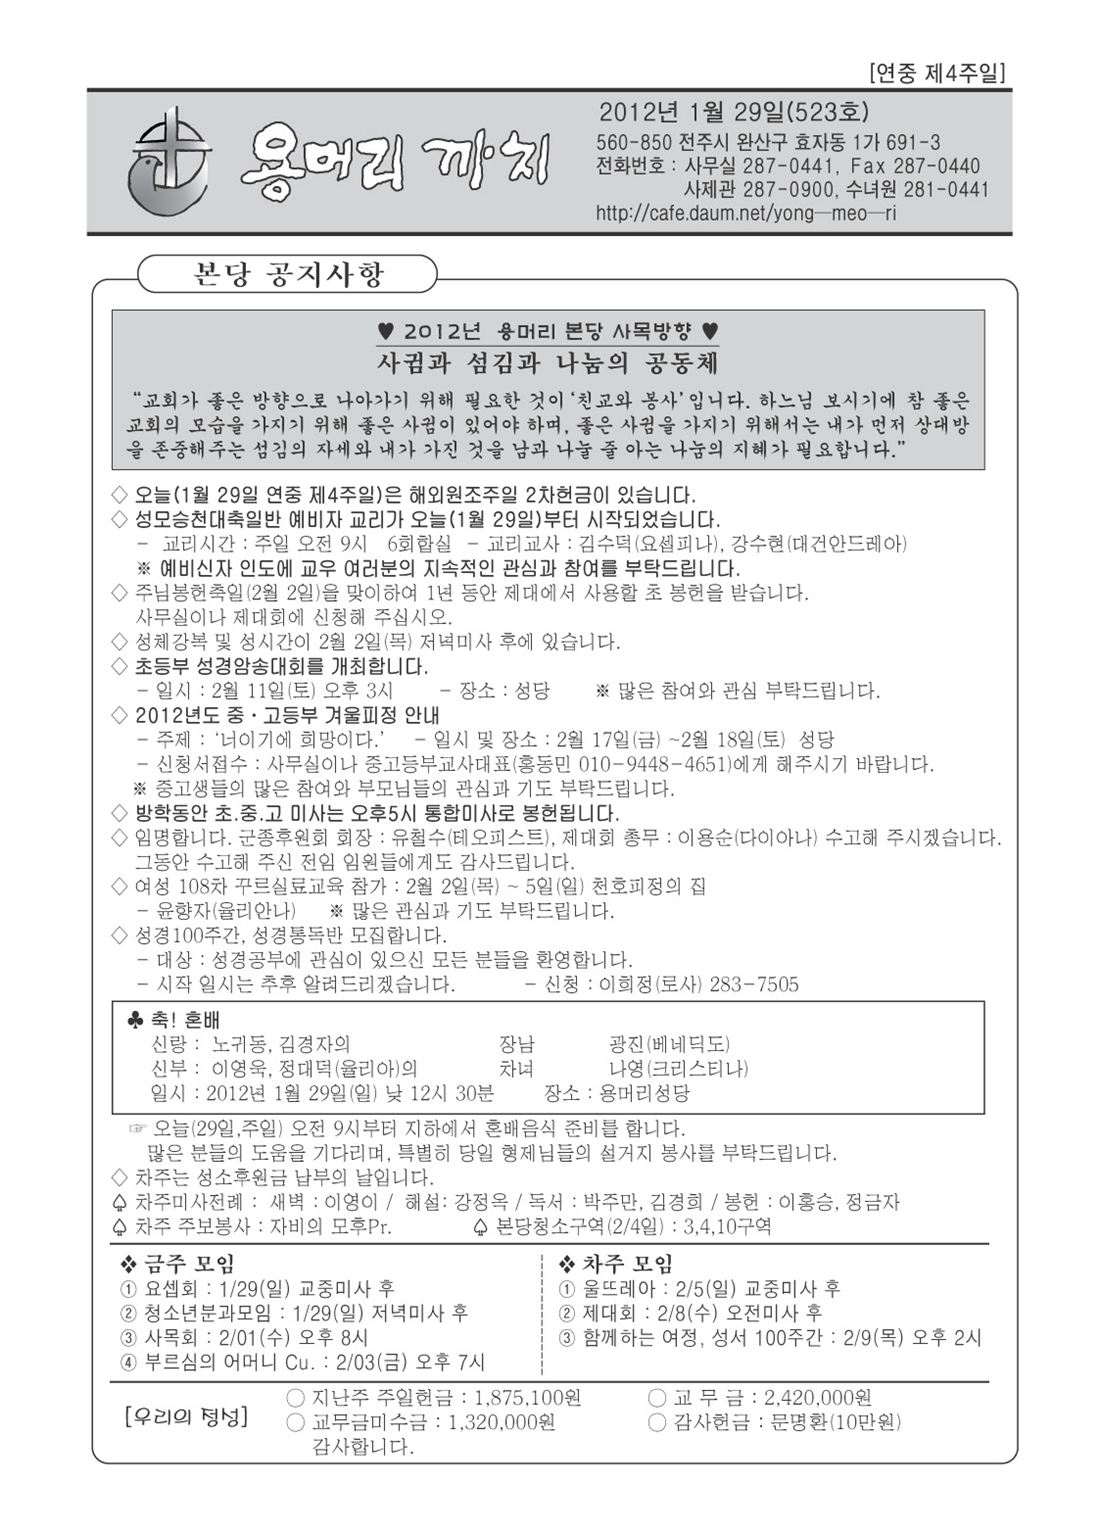 [연중 제4주일]
용머리 까치
2012년 1월 29일(523호)
560-850 전주시 완산구 효자동 1가 691-3
전화번호 : 사무실 287-0441, Fax 287-0440
사제관 287-0900, 수녀원 281-0441
http://cafe.daum.net/yong—meo—ri
본당 공지사항
♥ 2012년 용머리 본당 사목방향 ♥
사귐과 섬김과 나눔의 공동체
“교회가 좋은 방향으로 나아가기 위해 필요한 것이 ‘친교와 봉사’입니다. 하느님 보시기에 참 좋은
교회의 모습을 가지기 위해 좋은 사귐이 있어야 하며, 좋은 사귐을 가지기 위해서는 내가 먼저 상대방
을 존중해주는 섬김의 자세와 내가 가진 것을 남과 나눌 줄 아는 나눔의 지혜가 필요합니다.”
◇ 오늘(1월 29일 연중 제4주일)은 해외원조주일 2차헌금이 있습니다.
◇ 성모승천대축일반 예비자 교리가 오늘(1월 29일)부터 시작되었습니다.
- 교리시간 : 주일 오전 9시 6회합실 - 교리교사 : 김수덕(요셉피나), 강수현(대건안드레아)
※ 예비신자 인도에 교우 여러분의 지속적인 관심과 참여를 부탁드립니다.
◇ 주님봉헌축일(2월 2일)을 맞이하여 1년 동안 제대에서 사용할 초 봉헌을 받습니다.
사무실이나 제대회에 신청해 주십시오.
◇ 성체강복 및 성시간이 2월 2일(목) 저녁미사 후에 있습니다.
◇ 초등부 성경암송대회를 개최합니다.
- 일시 : 2월 11일(토) 오후 3시 - 장소 : 성당 ※ 많은 참여와 관심 부탁드립니다.
◇ 2012년도 중·고등부 겨울피정 안내
- 주제 : ‘너이기에 희망이다.’ - 일시 및 장소 : 2월 17일(금) ~2월 18일(토) 성당
- 신청서접수 : 사무실이나 중고등부교사대표(홍동민 010-9448-4651)에게 해주시기 바랍니다.
※ 중고생들의 많은 참여와 부모님들의 관심과 기도 부탁드립니다.
◇ 방학동안 초.중.고 미사는 오후5시 통합미사로 봉헌됩니다.
◇ 임명합니다. 군종후원회 회장 : 유철수(테오피스트), 제대회 총무 : 이용순(다이아나) 수고해 주시겠습니다.
그동안 수고해 주신 전임 임원들에게도 감사드립니다.
◇ 여성 108차 꾸르실료교육 참가 : 2월 2일(목) ~ 5일(일) 천호피정의 집
- 윤향자(율리안나) ※ 많은 관심과 기도 부탁드립니다.
◇ 성경100주간, 성경통독반 모집합니다.
- 대상 : 성경공부에 관심이 있으신 모든 분들을 환영합니다.
- 시작 일시는 추후 알려드리겠습니다. - 신청 : 이희정(로사) 283-7505
♣ 축! 혼배
신랑 : 노귀동, 김경자의 장남 광진(베네딕도)
신부 : 이영욱, 정대덕(율리아)의 차녀 나영(크리스티나)
일시 : 2012년 1월 29일(일) 낮 12시 30분 장소 : 용머리성당
☞ 오늘(29일,주일) 오전 9시부터 지하에서 혼배음식 준비를 합니다.
많은 분들의 도움을 기다리며, 특별히 당일 형제님들의 설거지 봉사를 부탁드립니다.
◇ 차주는 성소후원금 납부의 날입니다.
♤ 차주미사전례 : 새벽 : 이영이 / 해설: 강정옥 / 독서 : 박주만, 김경희 / 봉헌 : 이홍승, 정금자
♤ 차주 주보봉사 : 자비의 모후Pr. ♤ 본당청소구역(2/4일) : 3,4,10구역
❖ 금주 모임
① 요셉회 : 1/29(일) 교중미사 후
② 청소년분과모임 : 1/29(일) 저녁미사 후
③ 사목회 : 2/01(수) 오후 8시
④ 부르심의 어머니 Cu. : 2/03(금) 오후 7시
❖ 차주 모임
① 울뜨레아 : 2/5(일) 교중미사 후
② 제대회 : 2/8(수) 오전미사 후
③ 함께하는 여정, 성서 100주간 : 2/9(목) 오후 2시
[우리의 정성]
○ 지난주 주일헌금 : 1,875,100원 ○ 교 무 금 : 2,420,000원
○ 교무금미수금 : 1,320,000원 ○ 감사헌금 : 문명환(10만원)
감사합니다.